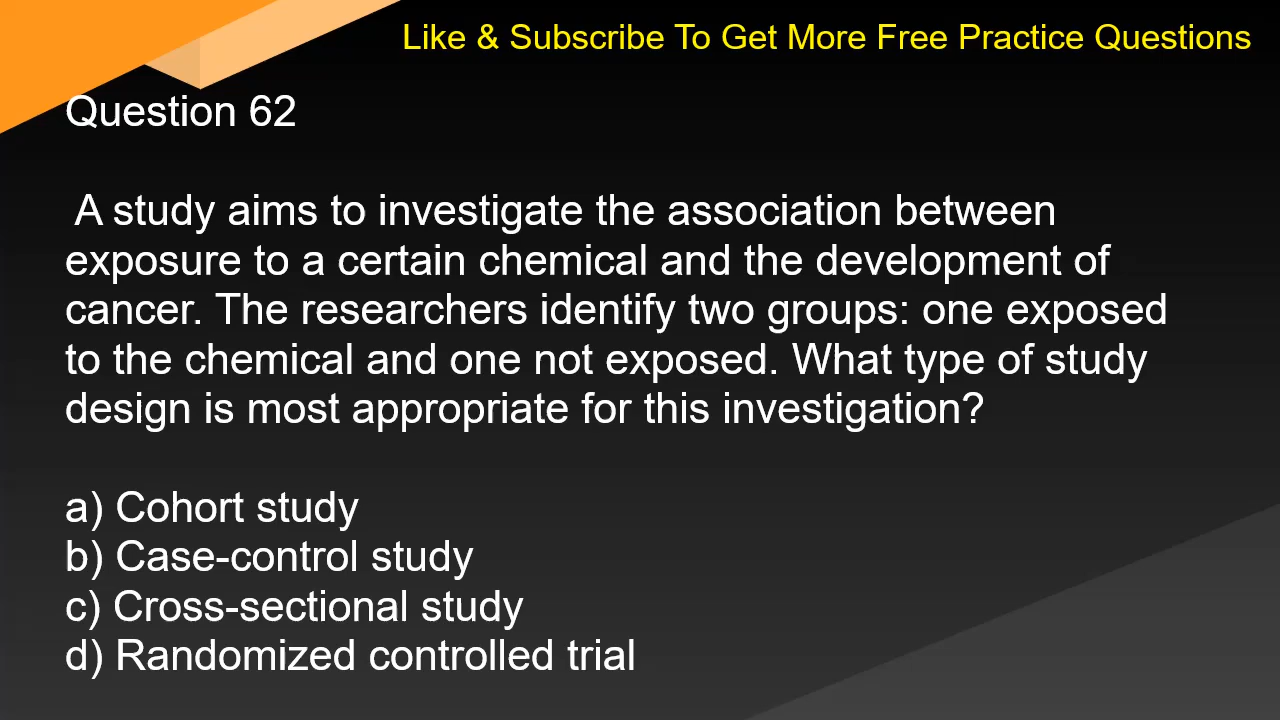 Like & Subscribe To Get More Free Practice Questions
Question 62
A study aims to investigate the association between
exposure to a certain chemical and the development of
cancer. The researchers identify two groups: one exposed
to the chemical and one not exposed. What type of study
design is most appropriate for this investigation?
a) Cohort study
b) Case-control study
c) Cross-sectional study
d) Randomized controlled trial